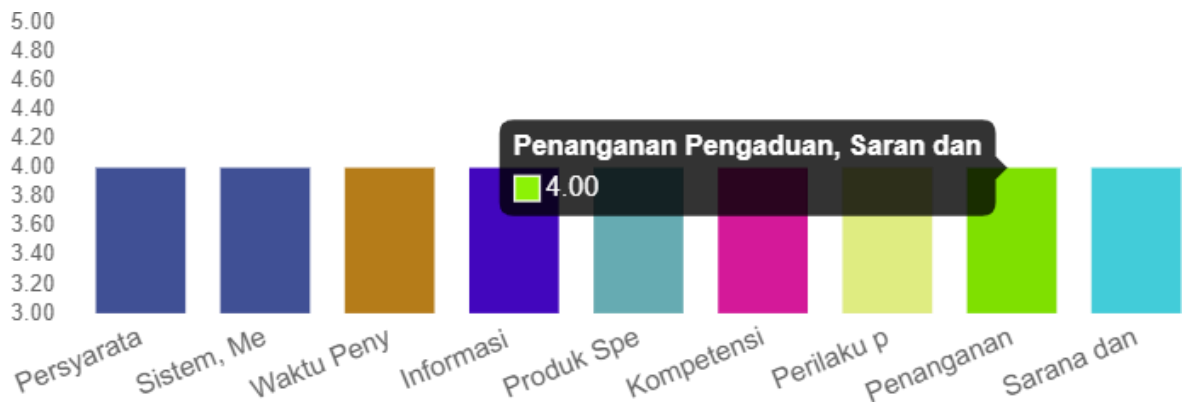 5.00
4.80
4.60
4.40
4.20
4.00
3.80
3.60
3.40
3.20
3.00
Penanganan Pengaduan, Saran dan
4.00
Persyarata
Sistem, Me
Waktu Peny
Informasi
Produk Spe
Kompetensi
Perilaku p
Penanganan
Sarana dan